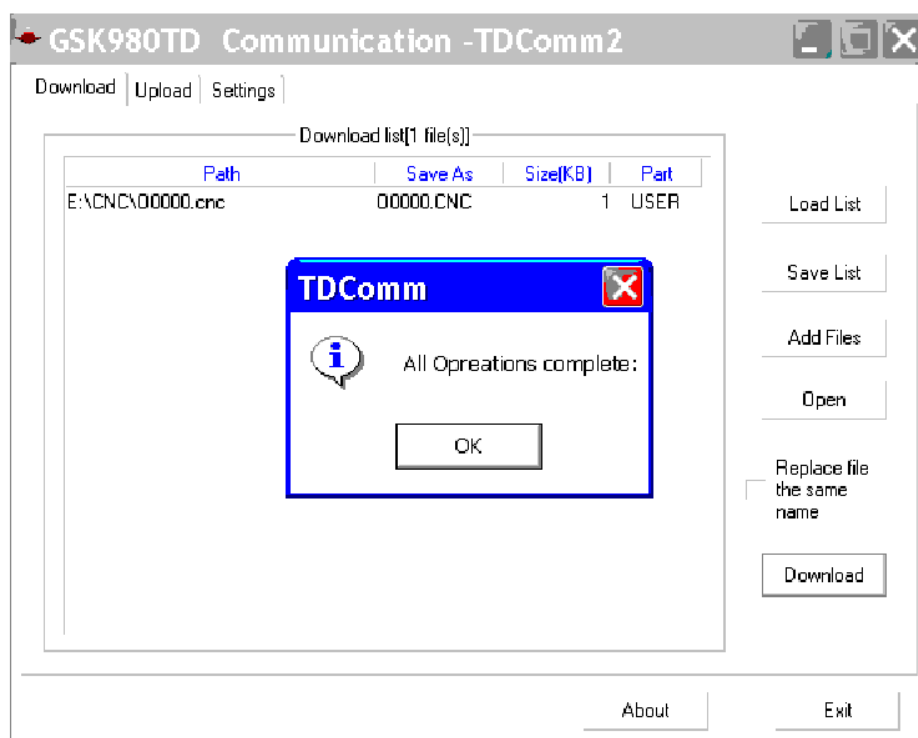 GSK980TD Communication -TDComm2
Download Upload Settings
Download list[1 file(s)]
Path Save As Size(KB) Part
E:\CNC\O0000.cnc O0000.CNC 1 USER
Load List
Save List
TDComm
Add Files
All Opreations complete:
Open
OK
Replace file
the same
name
Download
About Exit